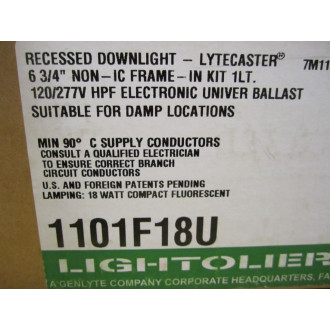 RECESSED DOWNLIGHT - LYTECASTER® 7M11
6 3/4" NON-IC FRAME-IN KIT 1LT.
120/277V HPF ELECTRONIC UNIVER BALLAST
SUITABLE FOR DAMP LOCATIONS
MIN 90° C SUPPLY CONDUCTORS
CONSULT A QUALIFIED ELECTRICIAN
TO ENSURE CORRECT BRANCH
CIRCUIT CONDUCTORS
U.S. AND FOREIGN PATENTS PENDING
LAMPING: 18 WATT COMPACT FLUORESCENT
1101F18U
LIGHTOLIER
A GENLYTE COMPANY CORPORATE HEADQUARTERS, FA